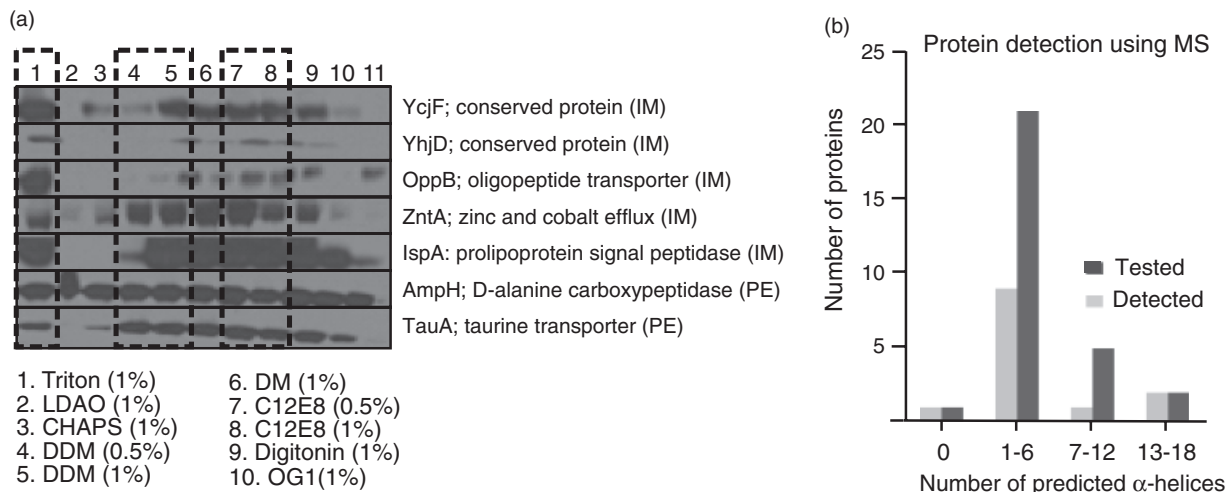 (a)
1 2 3 4 5 6 7 8 9 10 11
YcjF; conserved protein (IM)
YhjD; conserved protein (IM)
OppB; oligopeptide transporter (IM)
ZntA; zinc and cobalt efflux (IM)
IspA: prolipoprotein signal peptidase (IM)
AmpH; D-alanine carboxypeptidase (PE)
TauA; taurine transporter (PE)
1. Triton (1%)
2. LDAO (1%)
3. CHAPS (1%)
4. DDM (0.5%)
5. DDM (1%)
6. DM (1%)
7. C12E8 (0.5%)
8. C12E8 (1%)
9. Digitonin (1%)
10. OG1(1%)
(b)
Protein detection using MS
Number of proteins
25
20
15
10
5
Tested
Detected
0 1-6 7-12 13-18
Number of predicted α-helices